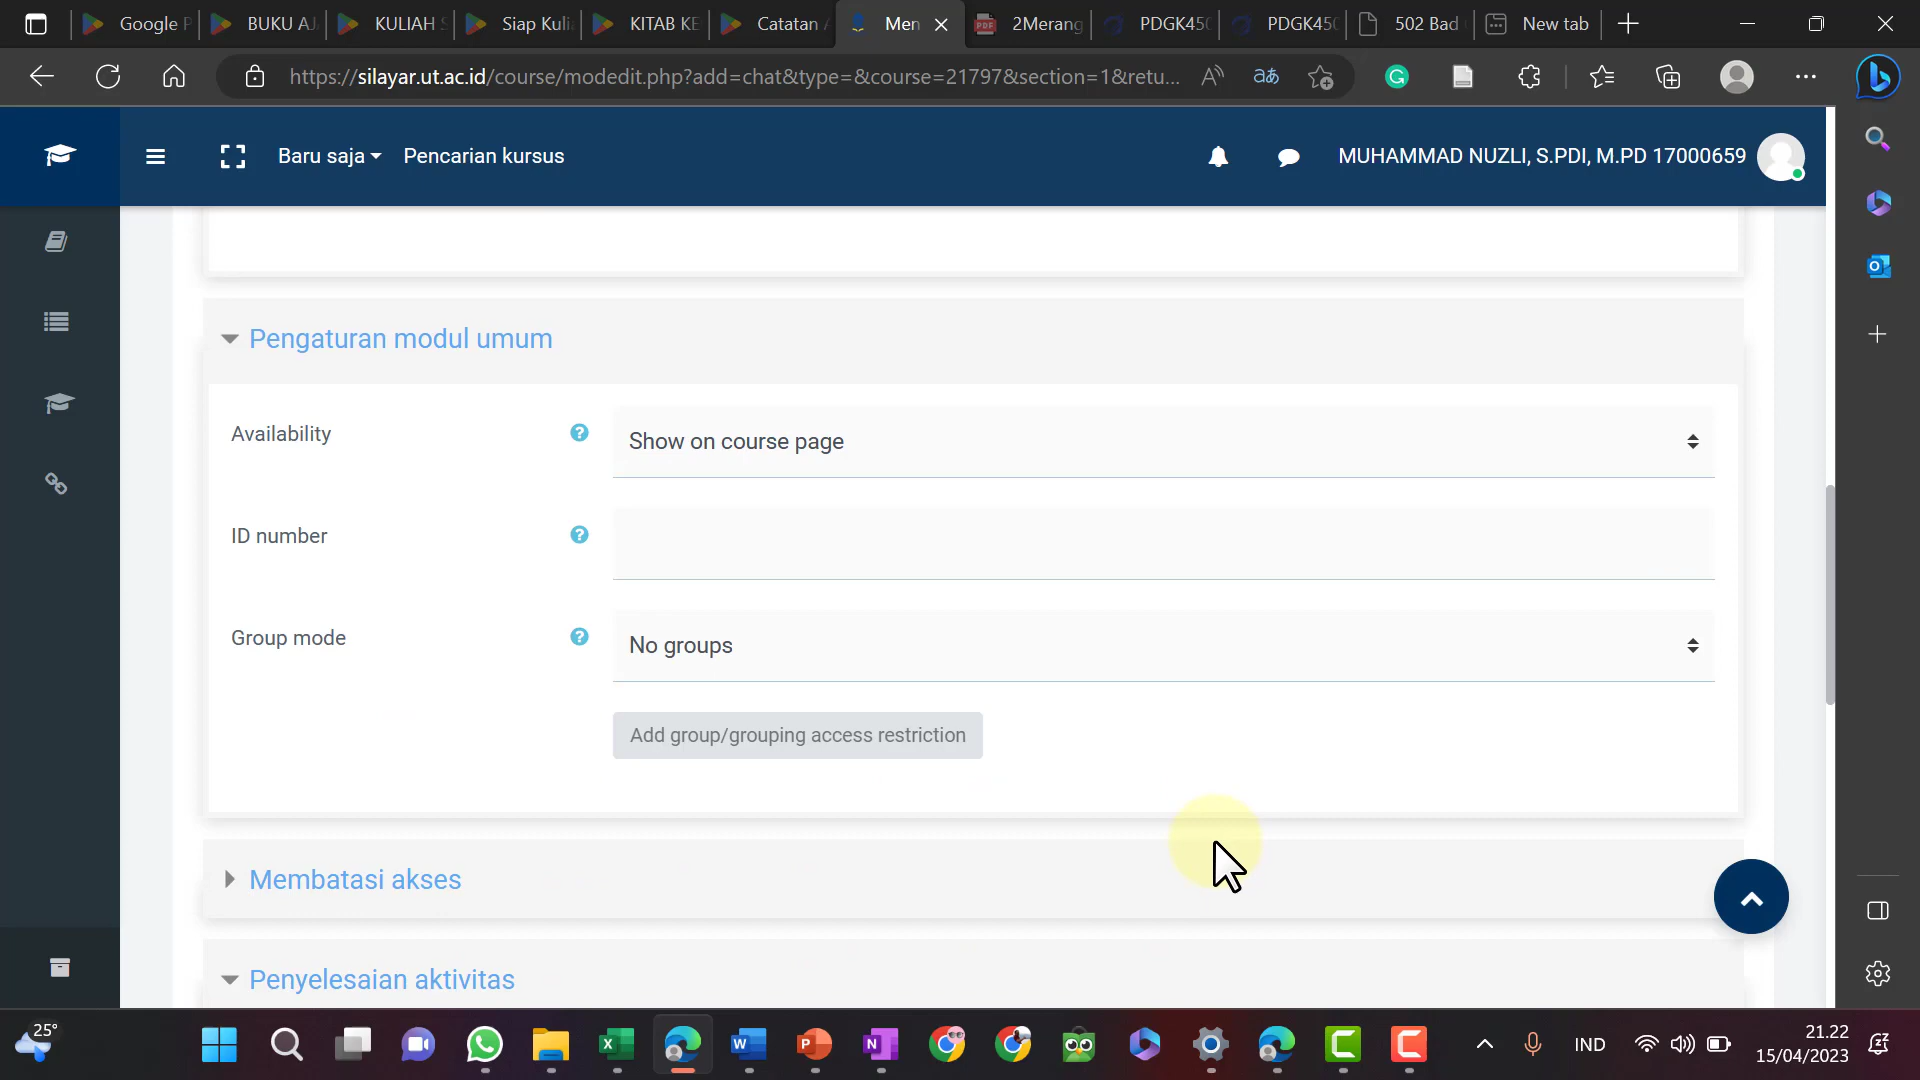 Google P
BUKU AJ
KULIAH S
Siap Kuli
KITAB KE
Catatan
Men
2Merang
PDGK450
PDGK450
502 Bad
New tab
https://silayar.ut.ac.id/course/modedit.php?add=chat&type=&course=21797&section=1&retu...
Baru saja
Pencarian kursus
MUHAMMAD NUZLI, S.PDI, M.PD 17000659
Pengaturan modul umum
Availability
Show on course page
ID number
Group mode
No groups
Add group/grouping access restriction
Membatasi akses
Penyelesaian aktivitas
25°
IND
21.22
15/04/2023